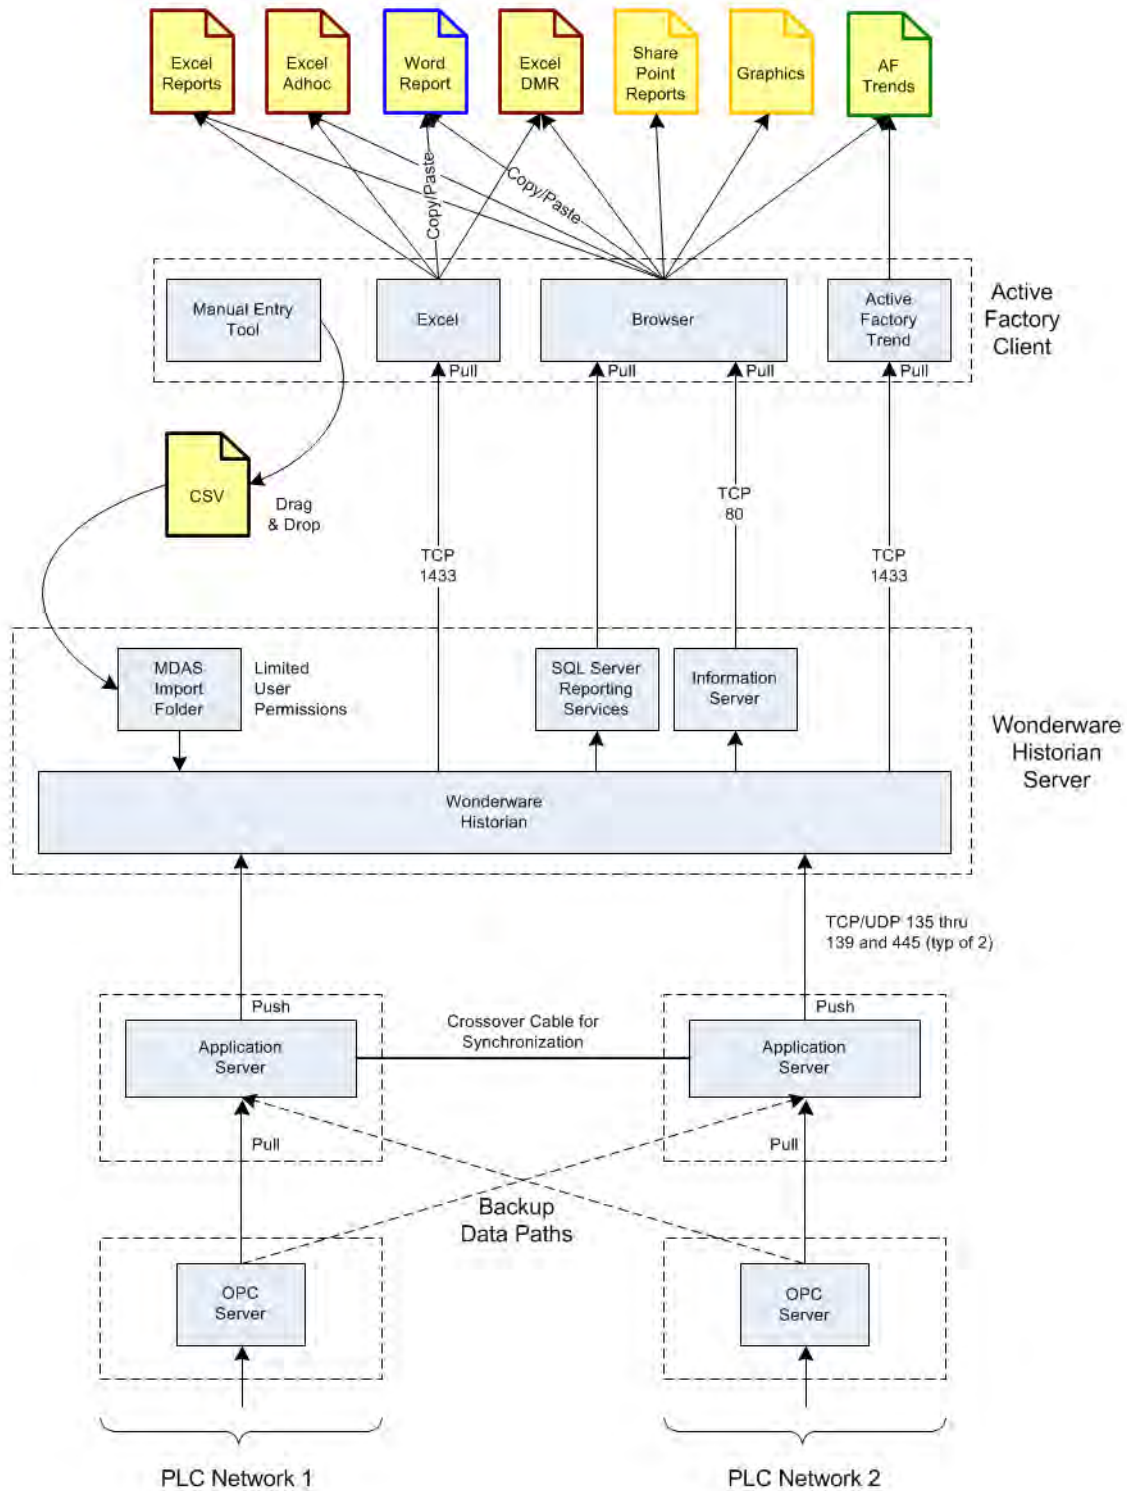 Excel
Reports
Excel
Adhoc
Word
Report
Excel
DMR
Share
Point
Reports
Graphics
AF
Trends
Copy/Paste
Copy/Paste
Manual Entry
Tool
Excel
Browser
Active
Factory
Trend
Active
Factory
Client
Pull
Pull
Pull
Pull
CSV
Drag
& Drop
TCP
1433
TCP
80
TCP
1433
MDAS
Import
Folder
Limited
User
Permissions
SQL Server
Reporting
Services
Information
Server
Wonderware
Historian
Server
Wonderware
Historian
TCP/UDP 135 thru
139 and 445 (typ of 2)
Push
Push
Application
Server
Crossover Cable for
Synchronization
Application
Server
Pull
Pull
Backup
Data Paths
OPC
Server
OPC
Server
PLC Network 1
PLC Network 2